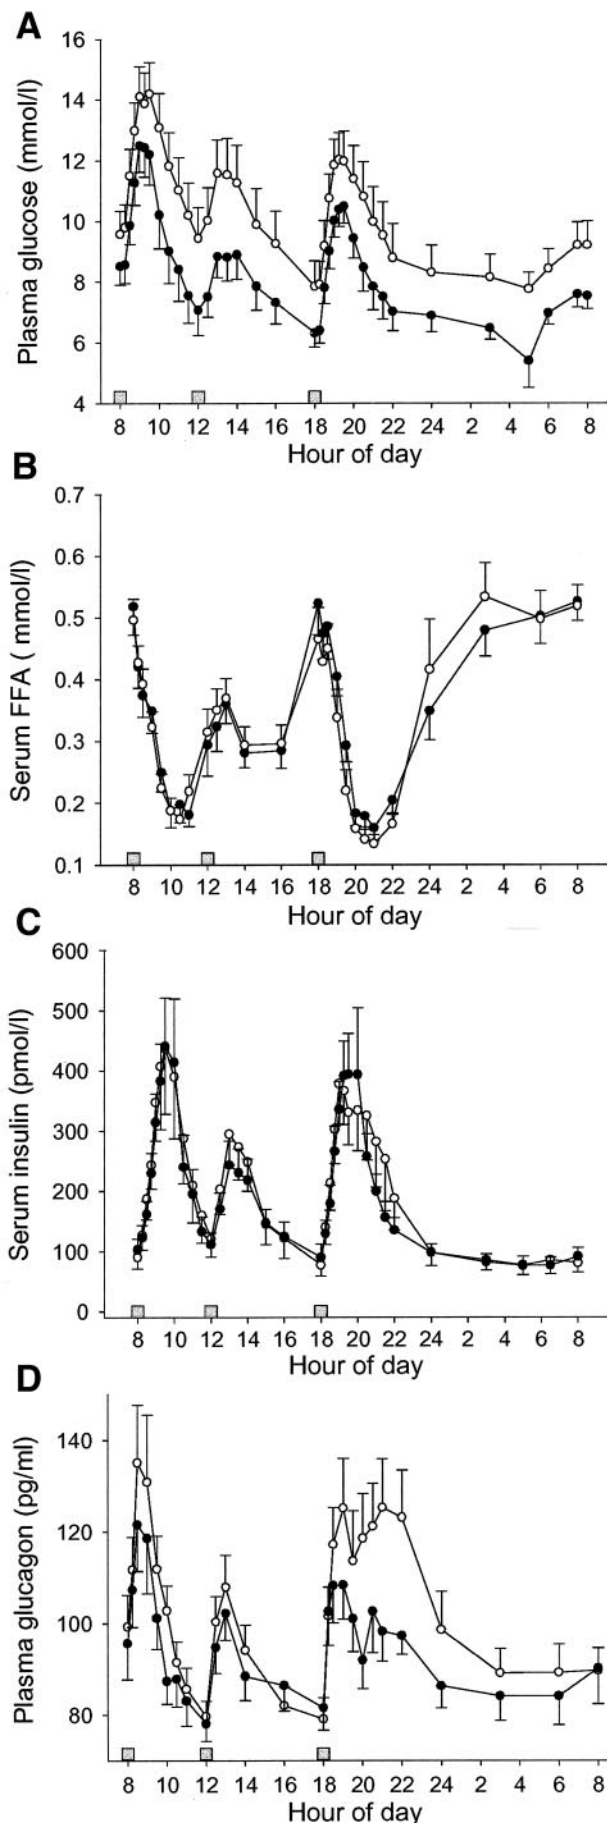 A
Plasma glucose (mmol/l)
16
14
12
10
8
6
4
8 10 12 14 16 18 20 22 24 2 4 6 8
Hour of day
B
Serum FFA ( mmol/l)
0.7
0.6
0.5
0.4
0.3
0.2
0.1
8 10 12 14 16 18 20 22 24 2 4 6 8
Hour of day
C
Serum insulin (pmol/l)
600
500
400
300
200
100
0
8 10 12 14 16 18 20 22 24 2 4 6 8
Hour of day
D
Plasma glucagon (pg/ml)
140
120
100
80
8 10 12 14 16 18 20 22 24 2 4 6 8
Hour of day